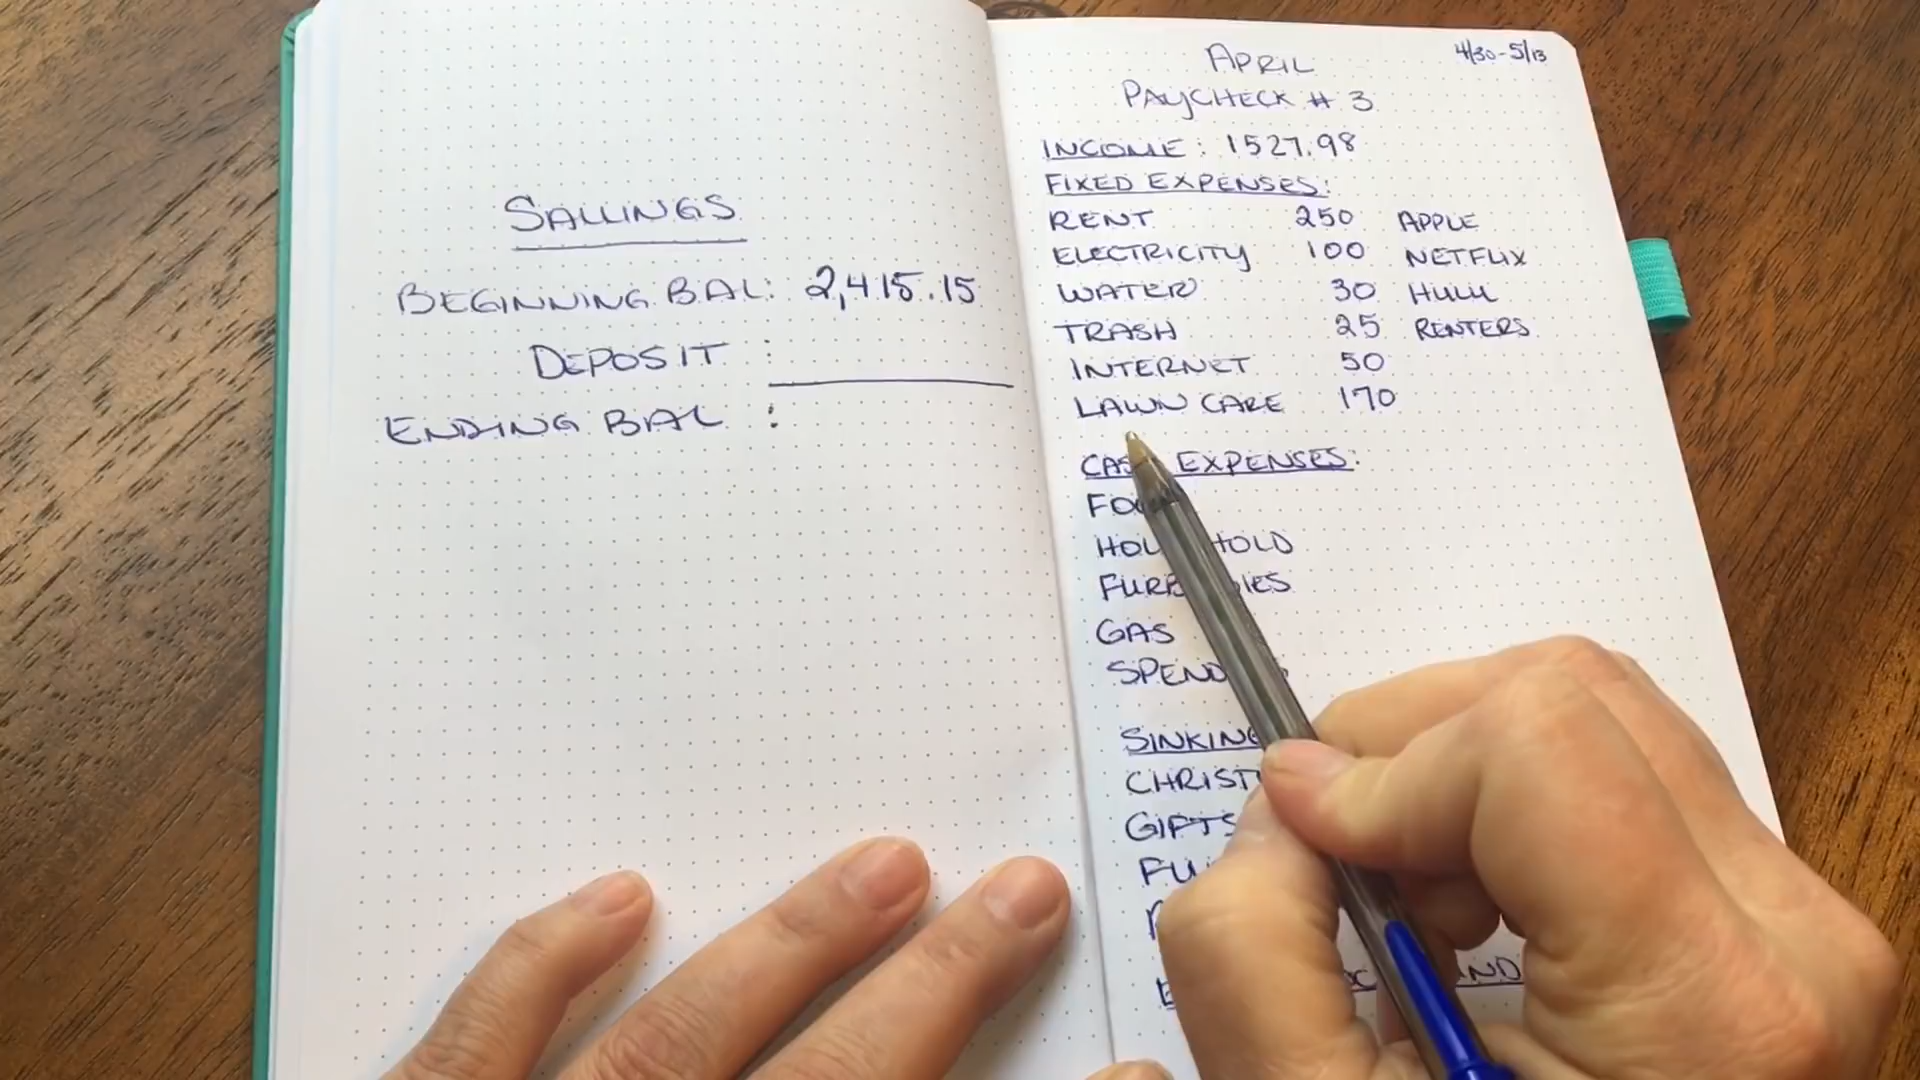 SAVINGS
BEGINNING BAL: 2,415.15
DEPOSIT :
ENDING BAL :
4/30-5/13
APRIL
PAYCHECK # 3
INCOME: 1527.98
FIXED EXPENSES:
RENT 250 APPLE
ELECTRICITY 100 NETFLIX
WATER 30 HULU
TRASH 25 RENTERS
INTERNET 50
LAWN CARE 170
EXPENSES:
GAS
SINKING
GIFTS